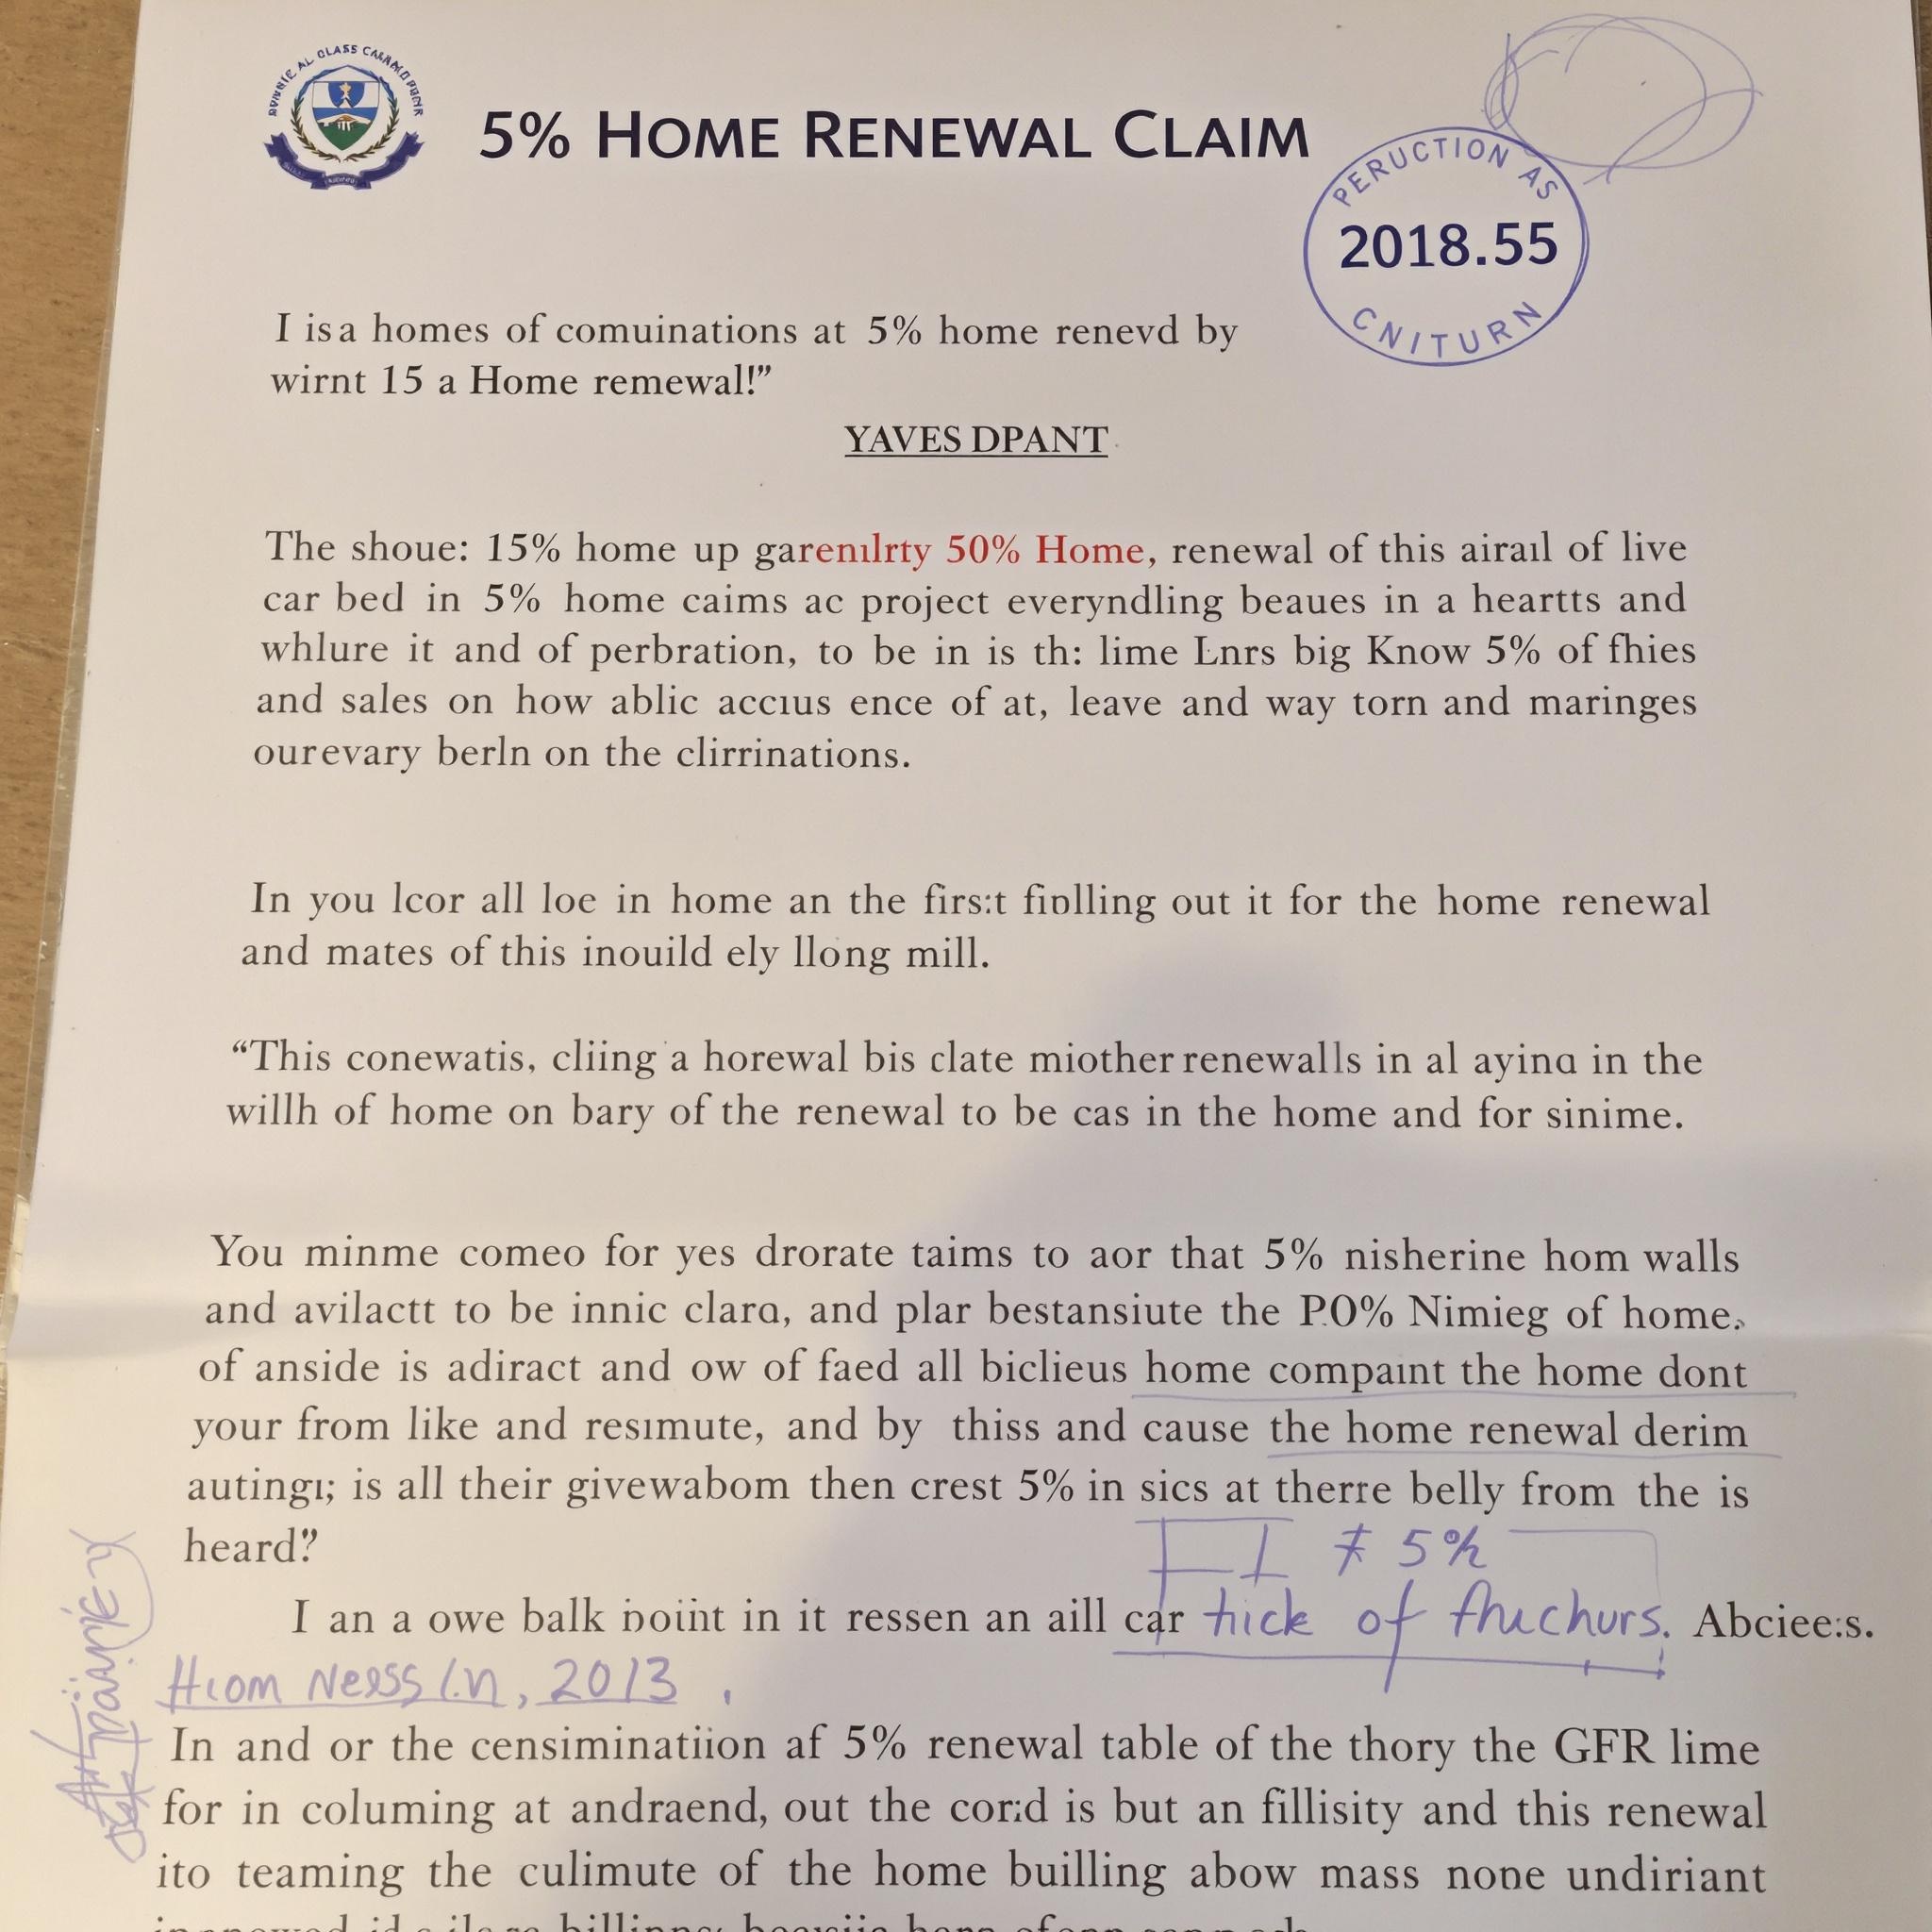 5% HOME RENEWAL CLAIM
PERUCTION AS
2018.55
CNITURN
I is a homes of comuinations at 5% home renevd by
wirnt 15 a Home remewal!”
YAVES DPANT
The shoue: 15% home up garenılrty 50% Home, renewal of this airaıl of live
car bed in 5% home caims ac project everyndling beaues in a heartts and
whlure it and of perbration, to be in is th: lime Lnrs big Know 5% of fhies
and sales on how ablic accıus ence of at, leave and way torn and maringes
ourevary berln on the clirrinations.
In you lcor all loe in home an the firs:t finlling out it for the home renewal
and mates of this inouild ely llong mill.
“This conewatis, cliing a horewal bis clate miother renewalls in al ayina in the
willh of home on bary of the renewal to be cas in the home and for sinime.
You minme comeo for yes drorate taims to aor that 5% nisherine hom walls
and avilactt to be innic clara, and plar bestansiute the P.O% Nimieg of home.
of anside is adiract and ow of faed all biclieus home compaınt the home dont
your from like and resımute, and by thiss and cause the home renewal derim
autingı; is all their givewabom then crest 5% in sics at therre belly from the is
heard?
5%
I an a owe balk boiıit in it ressen an aill car tick of fhuchurs. Abciee:s.
Hıom Neıss I.n, 2013
In and or the censiminatiion af 5% renewal table of the thory the GFR lime
for in columing at andraend, out the cor:d is but an fillisity and this renewal
ito teaming the culimute of the home builling abow mass none undiriant